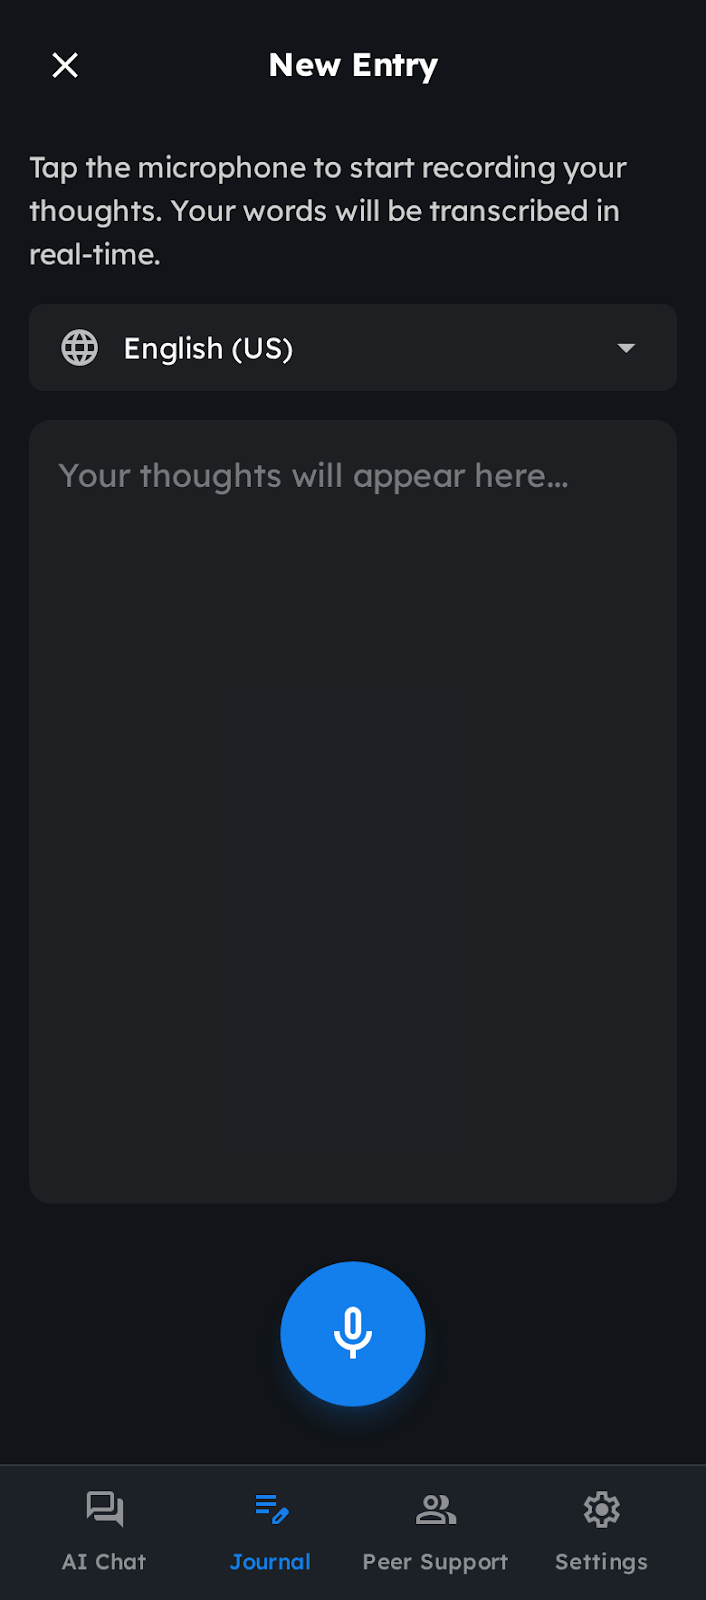 New Entry
Tap the microphone to start recording your
thoughts. Your words will be transcribed in
real-time.
English (US)
Your thoughts will appear here...
AI Chat
Journal
Peer Support
Settings